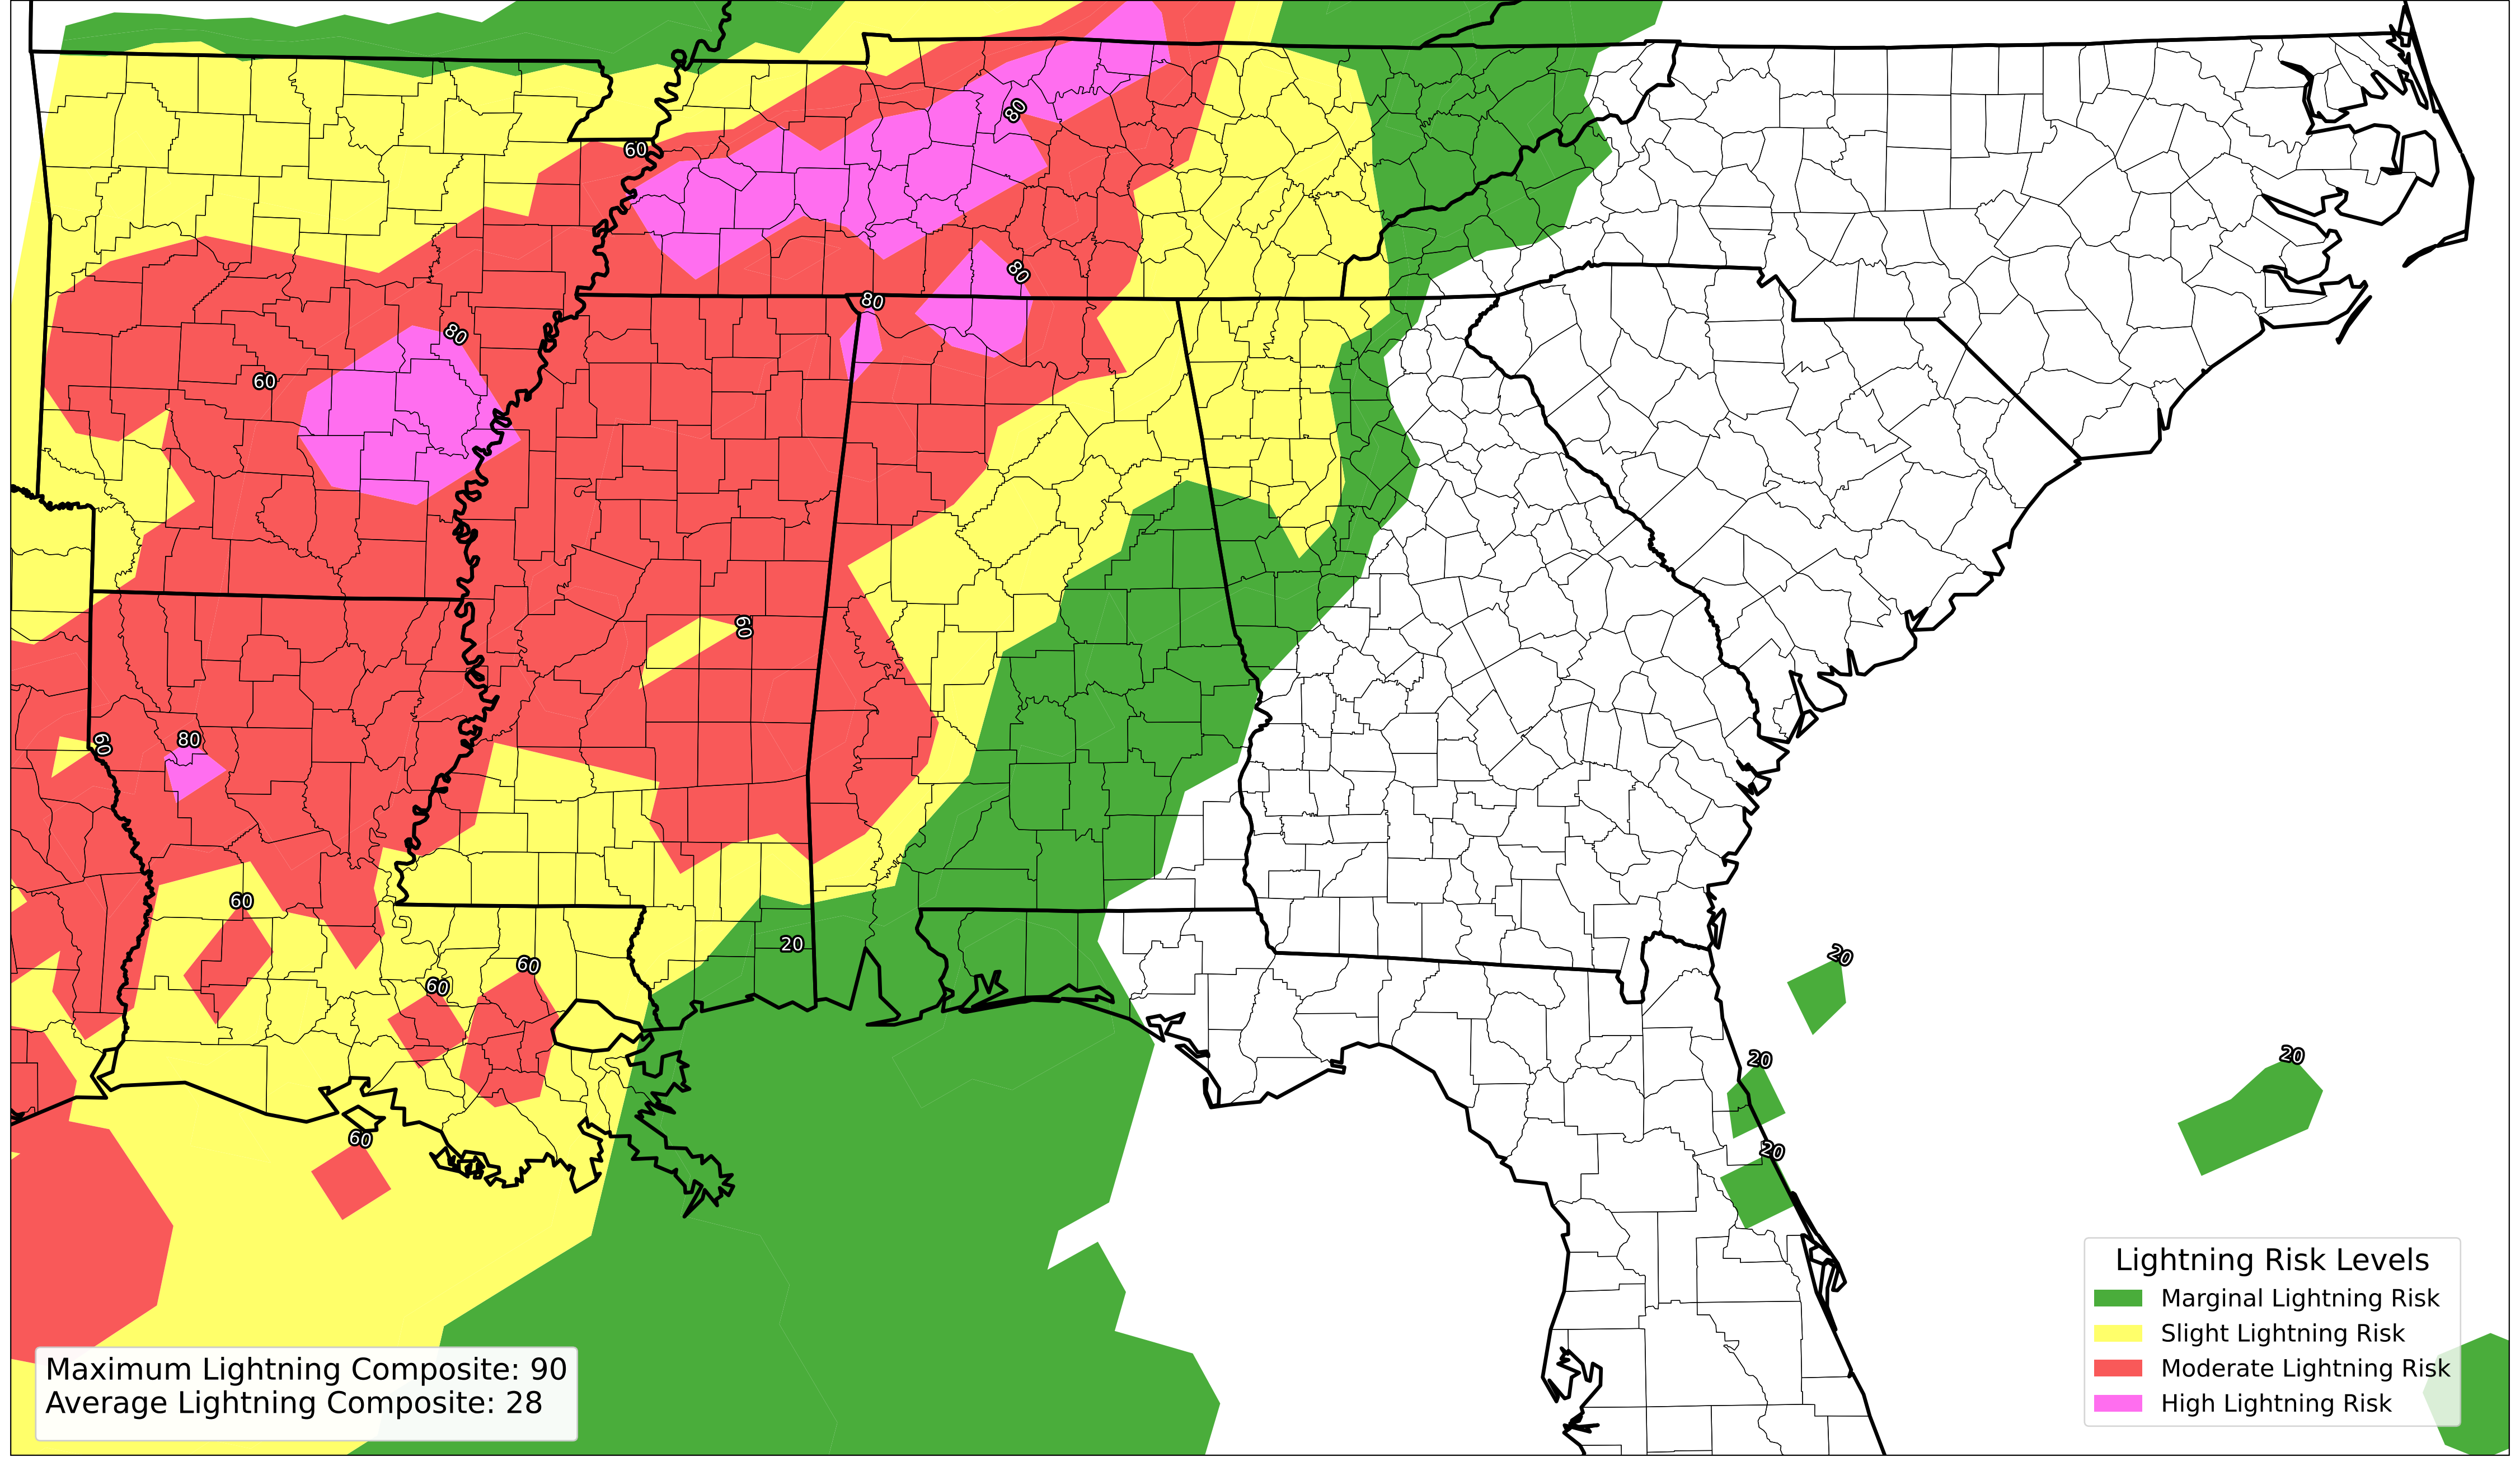 80
60
80
80
80
60
60
60
80
60
20
60
60
20
20
20
60
20
Lightning Risk Levels
Marginal Lightning Risk
Slight Lightning Risk
Moderate Lightning Risk
High Lightning Risk
Maximum Lightning Composite: 90
Average Lightning Composite: 28